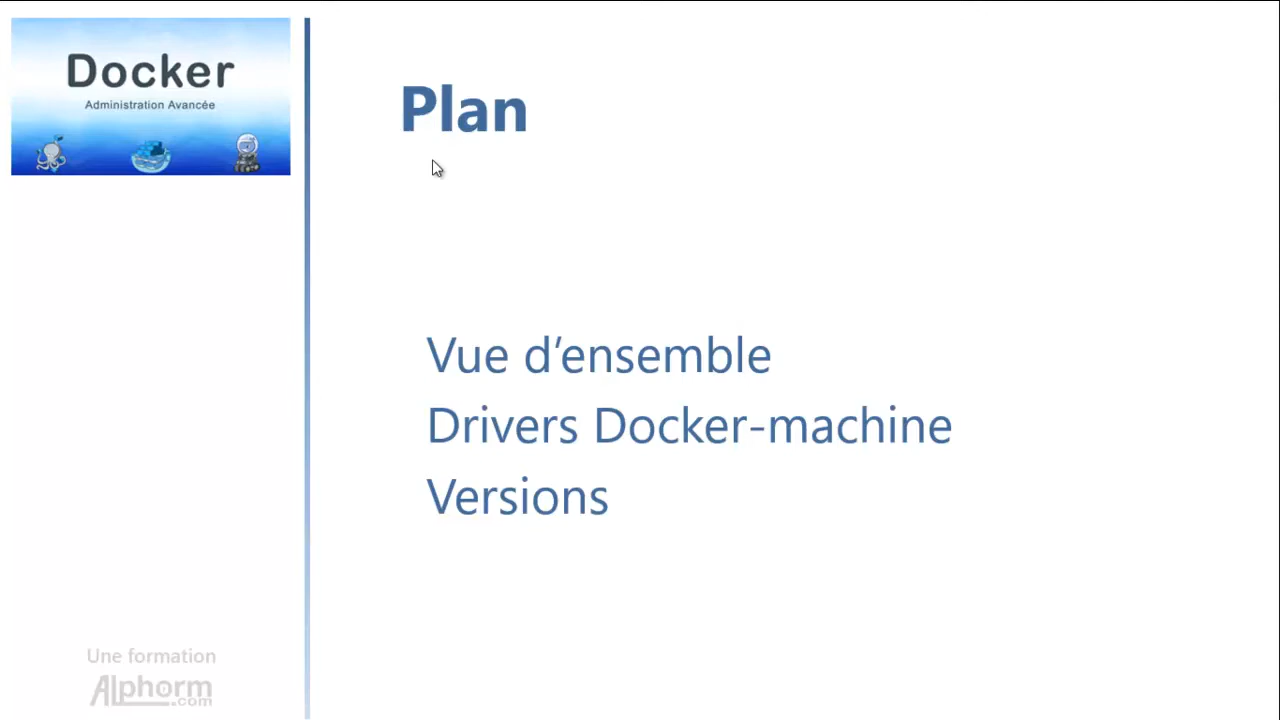 Docker
Administration Avancée
Plan
Vue d’ensemble
Drivers Docker-machine
Versions
Une formation
Alphorm
.com